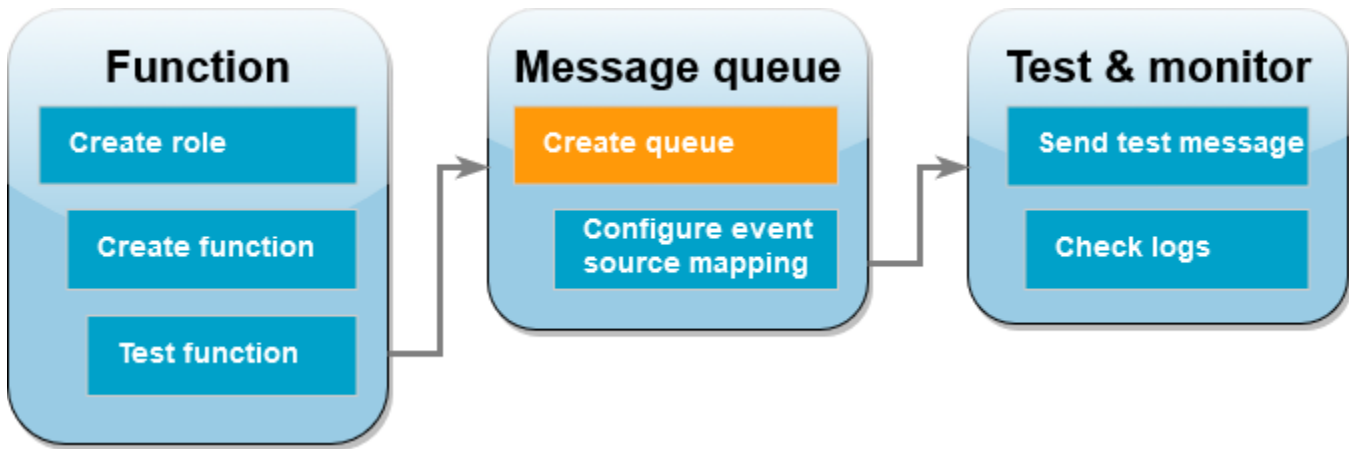 Function
Create role
Create function
Test function
Message queue
Create queue
Configure event
source mapping
Test & monitor
Send test message
Check logs